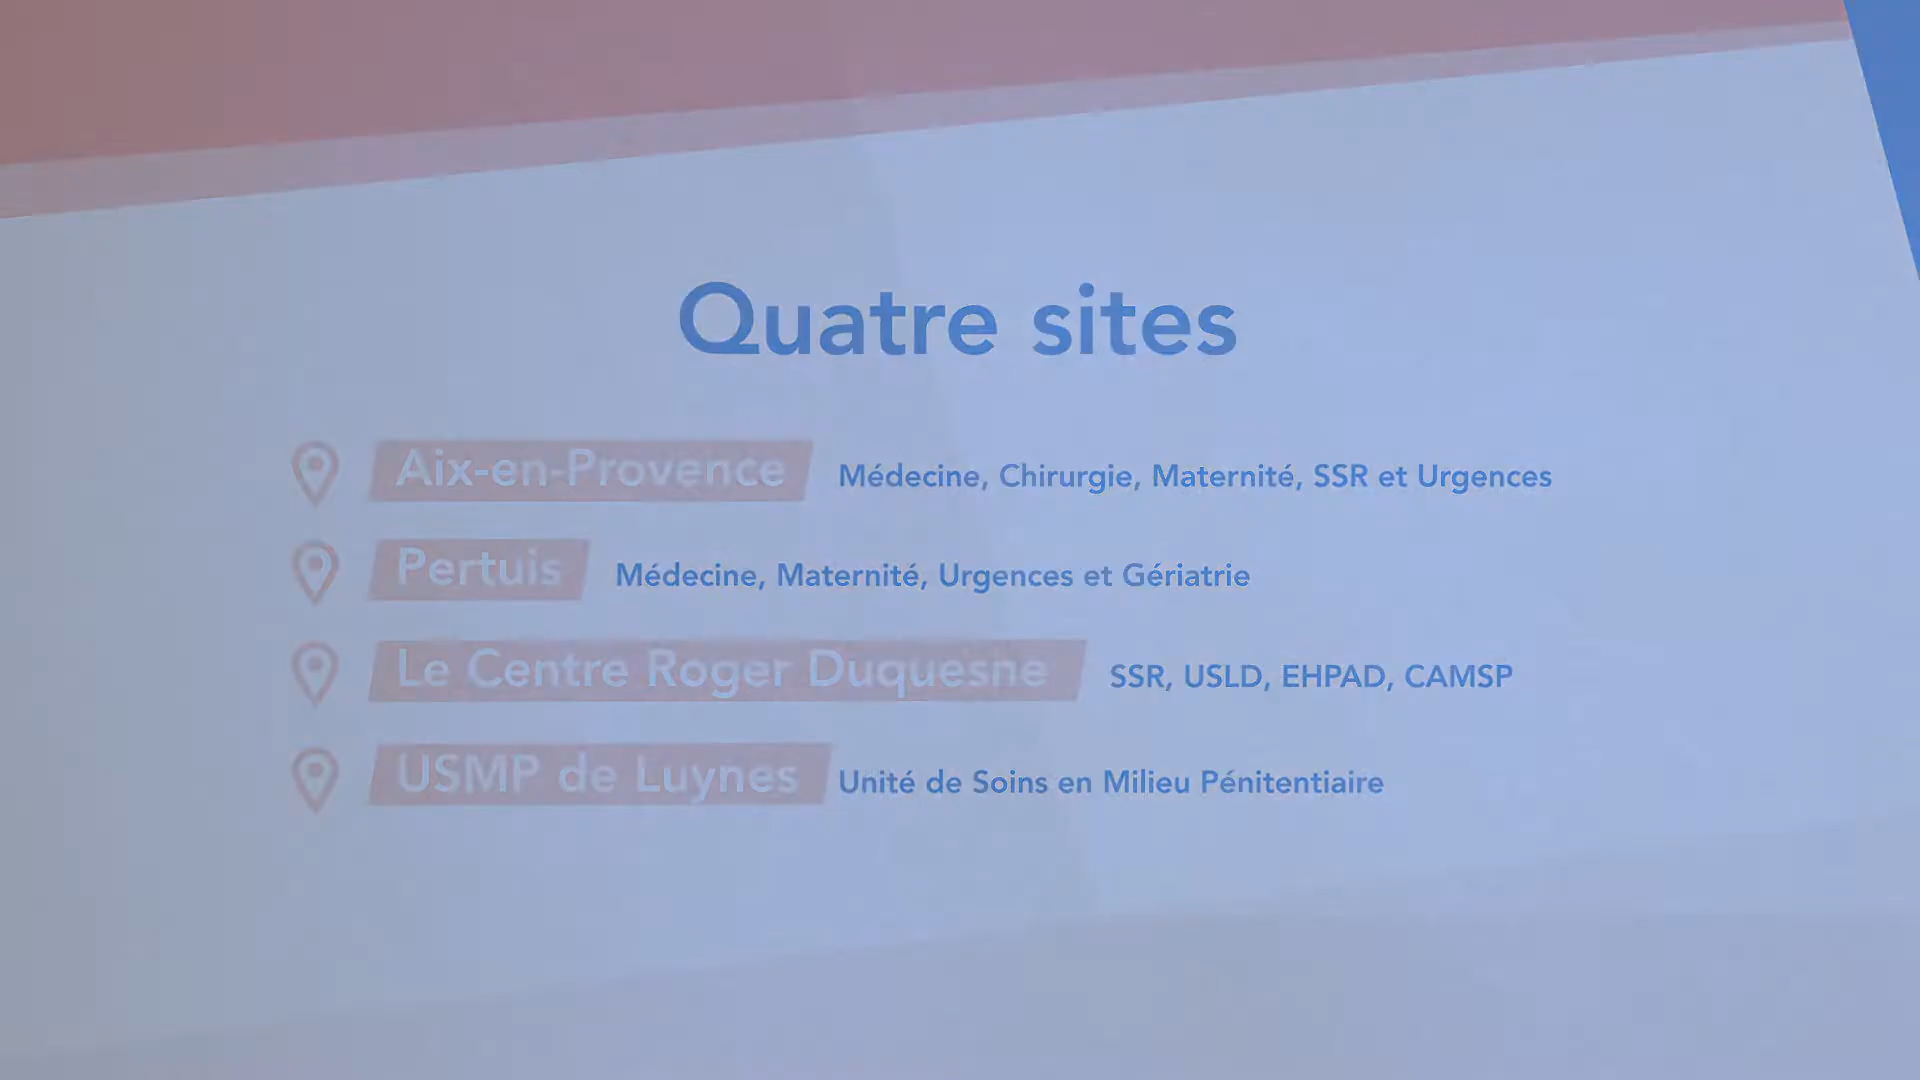 Quatre sites
Aix-en-Provence Médecine, Chirurgie, Maternité, SSR et Urgences
Pertuis Médecine, Maternité, Urgences et Gériatrie
Le Centre Roger Duquesne SSR, USLD, EHPAD, CAMSP
USMP de Luynes Unité de Soins en Milieu Pénitentiaire